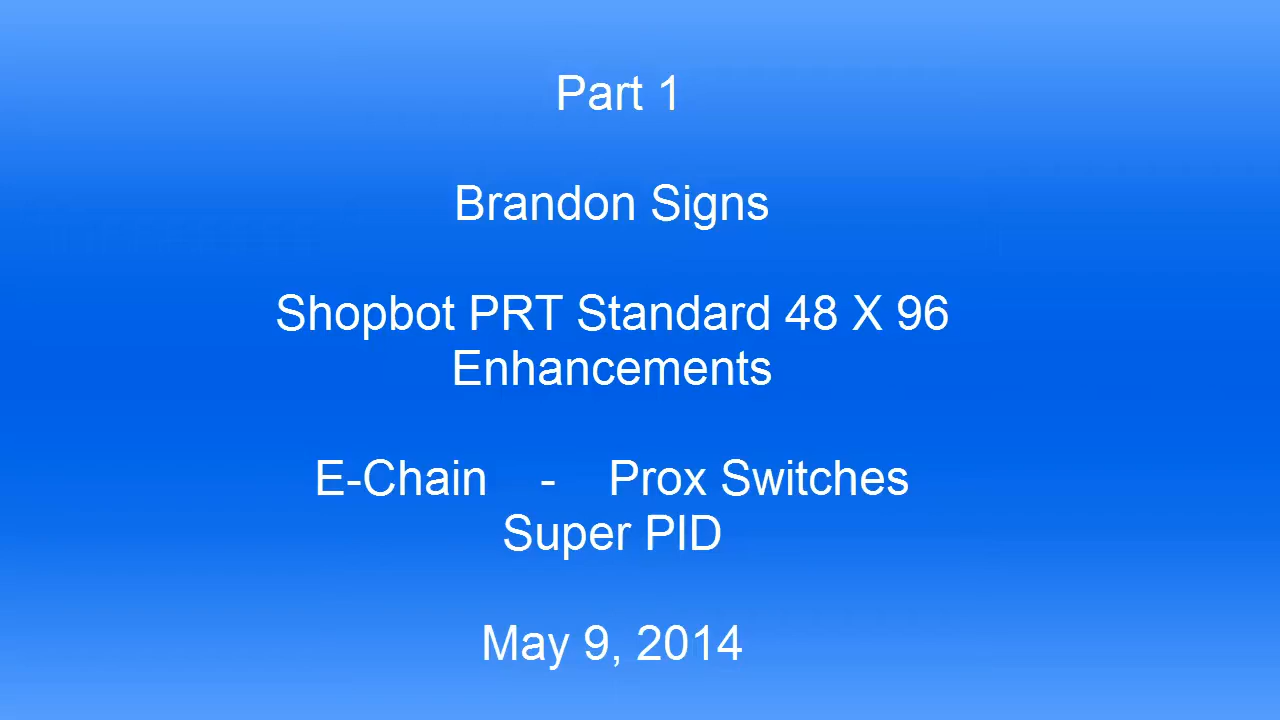 Part 1
Brandon Signs
Shopbot PRT Standard 48 X 96
Enhancements
E-Chain - Prox Switches
Super PID
May 9, 2014